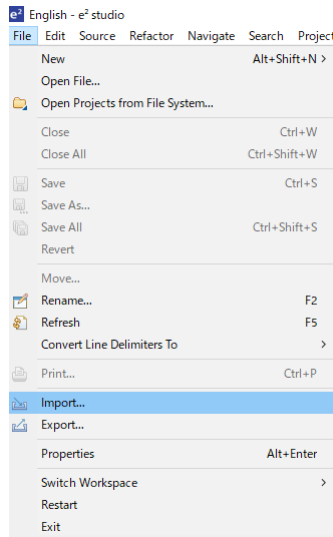 e² English - e² studio
File Edit Source Refactor Navigate Search Project
New Alt+Shift+N >
Open File...
Open Projects from File System...
Close Ctrl+W
Close All Ctrl+Shift+W
Save Ctrl+S
Save As...
Save All Ctrl+Shift+S
Revert
Move...
Rename... F2
Refresh F5
Convert Line Delimiters To >
Print... Ctrl+P
Import...
Export...
Properties Alt+Enter
Switch Workspace >
Restart
Exit